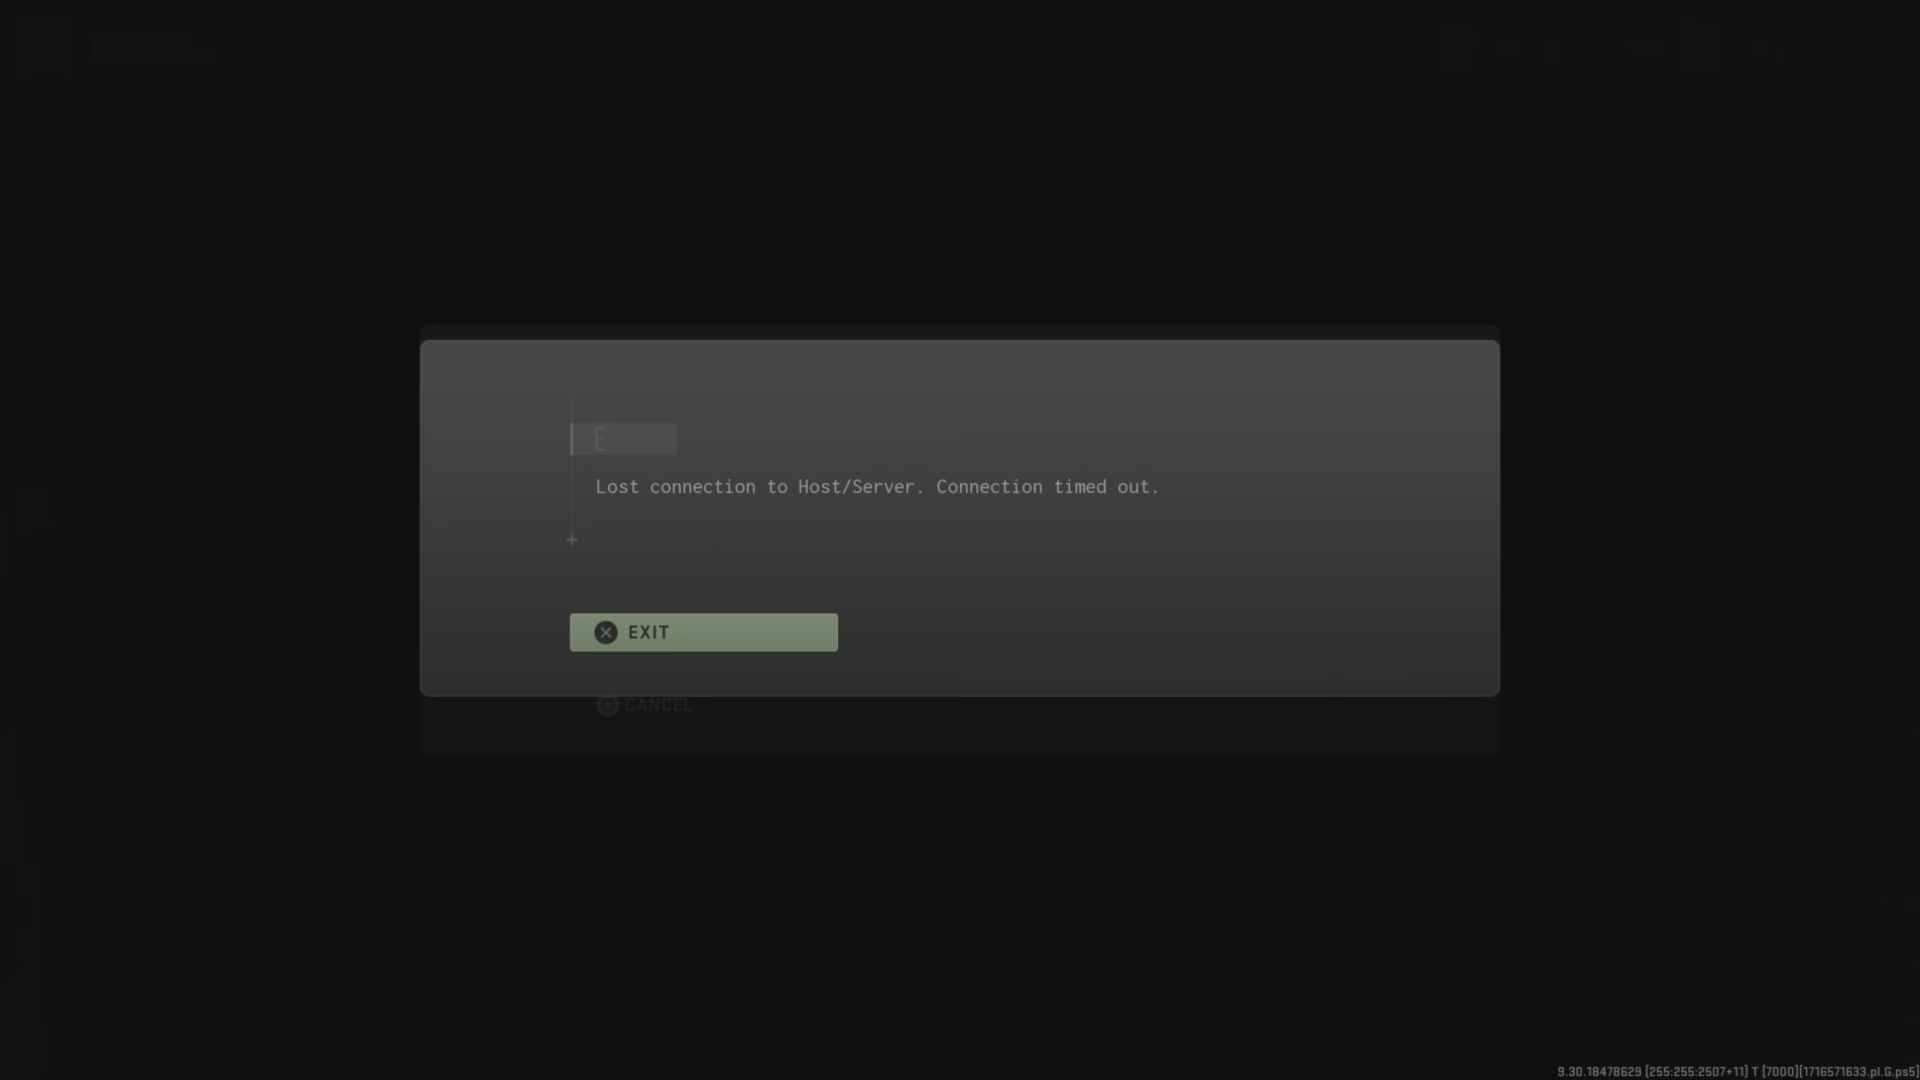 DMZ
E
Lost connection to Host/Server. Connection timed out.
EXIT
CANCEL
9.30.18478629 [255:255:2507+11] T [7000][1716571633.pl.G.ps5]